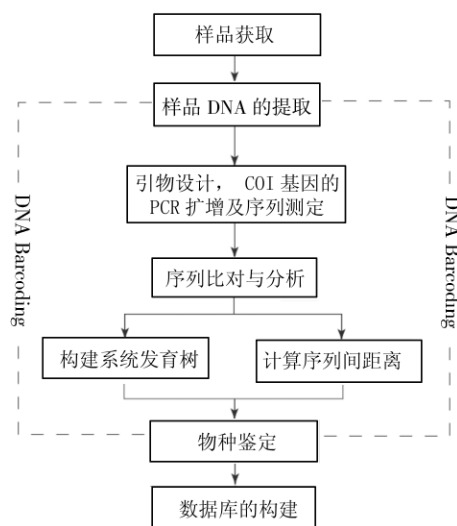 样品获取
样品 DNA 的提取
引物设计， COI 基因的
PCR 扩增及序列测定
DNA Barcoding
DNA Barcoding
序列比对与分析
构建系统发育树
计算序列间距离
物种鉴定
数据库的构建